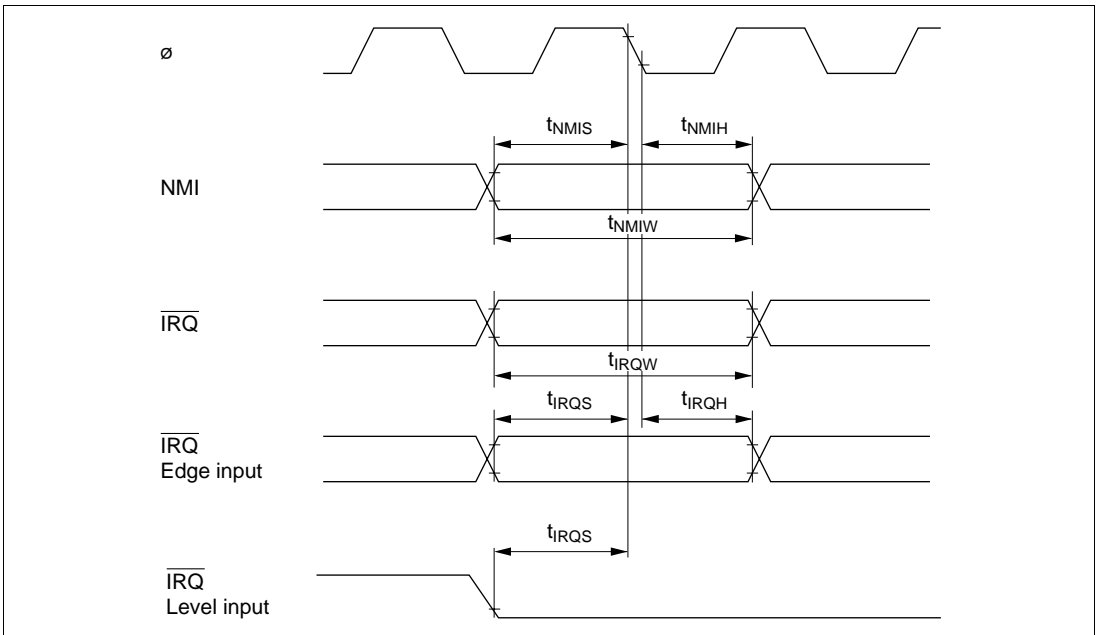 ø
tNMIS
tNMIH
NMI
tNMIW
IRQ
tIRQW
tIRQS
tIRQH
IRQ
Edge input
tIRQS
IRQ
Level input